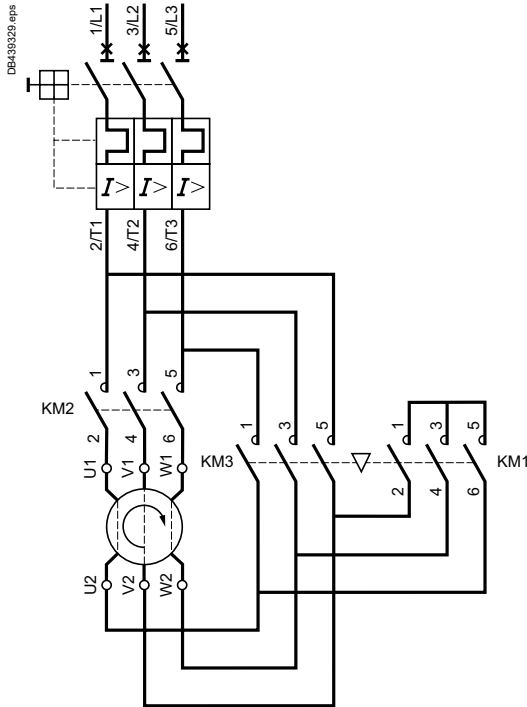 DB439329.eps
1/L1 3/L2 5/L3
I> I> I>
2/T1 4/T2 6/T3
KM2
1 3 5
2 4 6
U1 V1 W1
KM3
1 3 5
1 3 5
2 4 6
KM1
U2 V2 W2